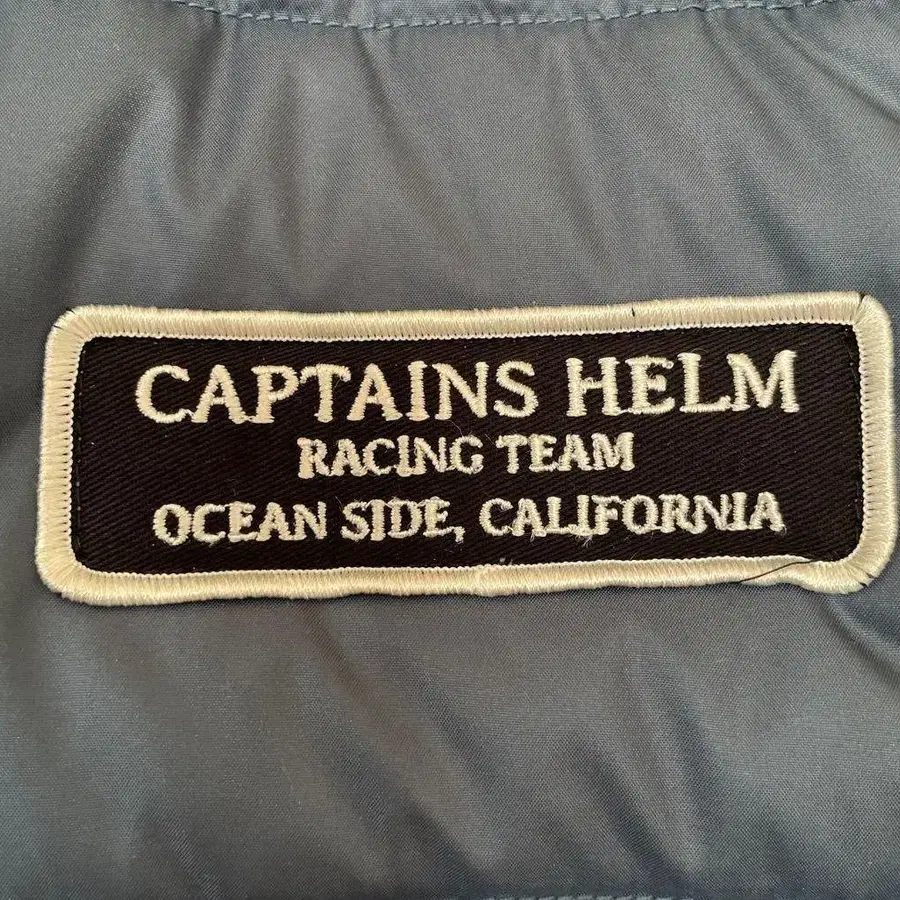 CAPTAINS HELM
RACING TEAM
OCEAN SIDE, CALIFORNIA